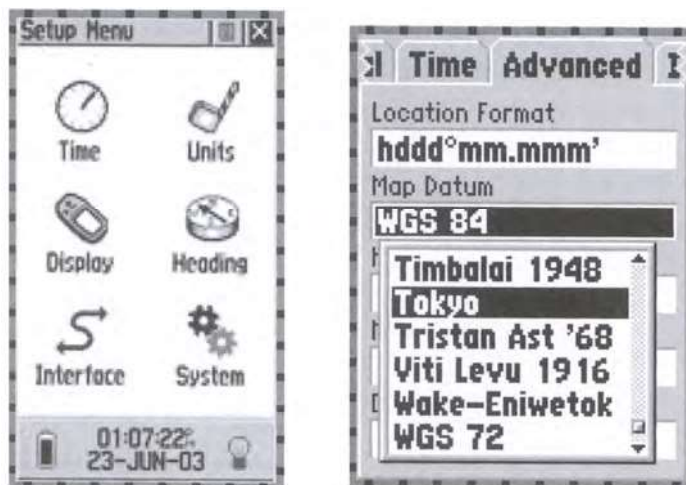 Setup Menu
Time
Units
Display
Heading
Interface
System
01:07:22
23-JUN-03
Time
Advanced
Location Format
hddd°mm.mmm'
Map Datum
WGS 84
Timbalai 1948
Tokyo
Tristan Ast '68
Viti Levu 1916
Wake-Eniwetok
WGS 72